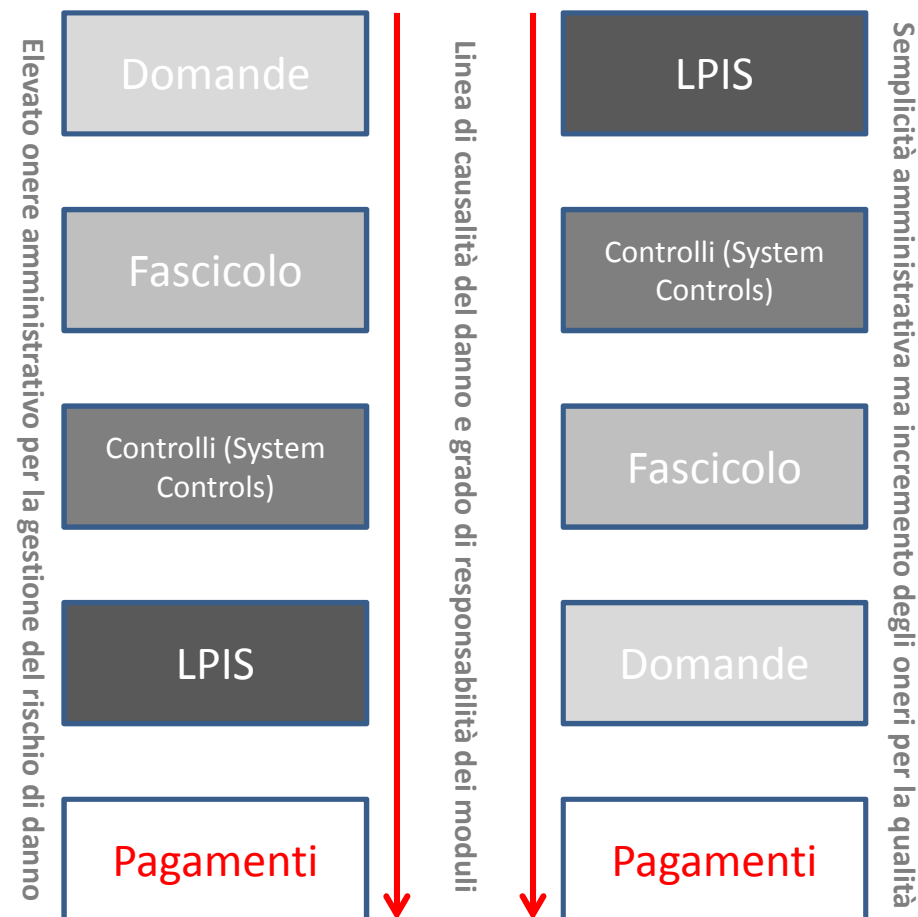 Elevato onere amministrativo per la gestione del rischio di danno
Domande
Fascicolo
Controlli (System
Controls)
LPIS
Pagamenti
Linea di causalità del danno e grado di responsabilità dei moduli
LPIS
Controlli (System
Controls)
Fascicolo
Domande
Pagamenti
Semplicità amministrativa ma incremento degli oneri per la qualità